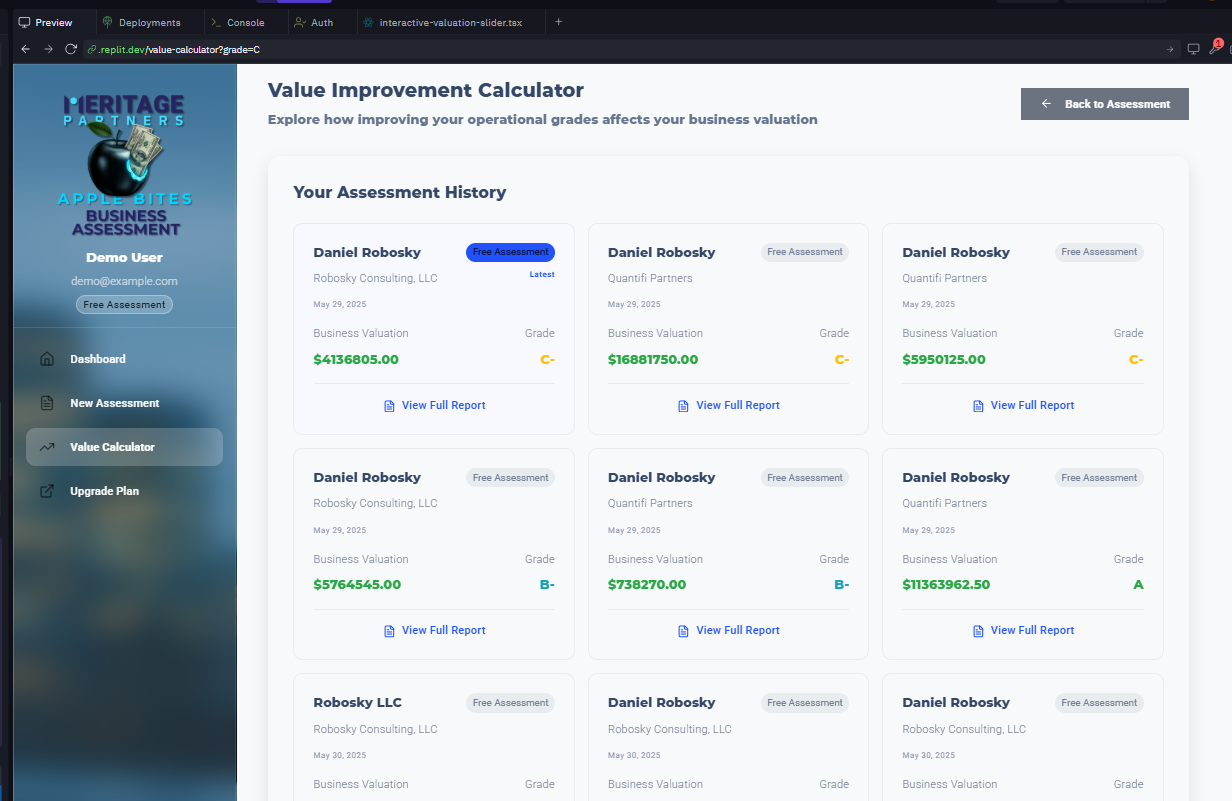 Preview
Deployments
Console
Auth
interactive-valuation-slider.tsx
.replit.dev/value-calculator?grade=C
1
MERITAGE
PARTNERS
APPLE BITES
BUSINESS
ASSESSMENT
Demo User
demo@example.com
Free Assessment
Dashboard
New Assessment
Value Calculator
Upgrade Plan
Value Improvement Calculator
Explore how improving your operational grades affects your business valuation
Back to Assessment
Your Assessment History
Daniel Robosky
Free Assessment
Robosky Consulting, LLC
Latest
May 29, 2025
Business Valuation
Grade
$4136805.00
C-
View Full Report
Daniel Robosky
Free Assessment
Quantifi Partners
May 29, 2025
Business Valuation
Grade
$16881750.00
C-
View Full Report
Daniel Robosky
Free Assessment
Quantifi Partners
May 29, 2025
Business Valuation
Grade
$5950125.00
C-
View Full Report
Daniel Robosky
Free Assessment
Robosky Consulting, LLC
May 29, 2025
Business Valuation
Grade
$5764545.00
B-
View Full Report
Daniel Robosky
Free Assessment
Quantifi Partners
May 29, 2025
Business Valuation
Grade
$738270.00
B-
View Full Report
Daniel Robosky
Free Assessment
Quantifi Partners
May 29, 2025
Business Valuation
Grade
$11363962.50
A
View Full Report
Robosky LLC
Free Assessment
Robosky Consulting, LLC
May 30, 2025
Business Valuation
Grade
Daniel Robosky
Free Assessment
Robosky Consulting, LLC
May 30, 2025
Business Valuation
Grade
Daniel Robosky
Free Assessment
Robosky Consulting, LLC
May 30, 2025
Business Valuation
Grade